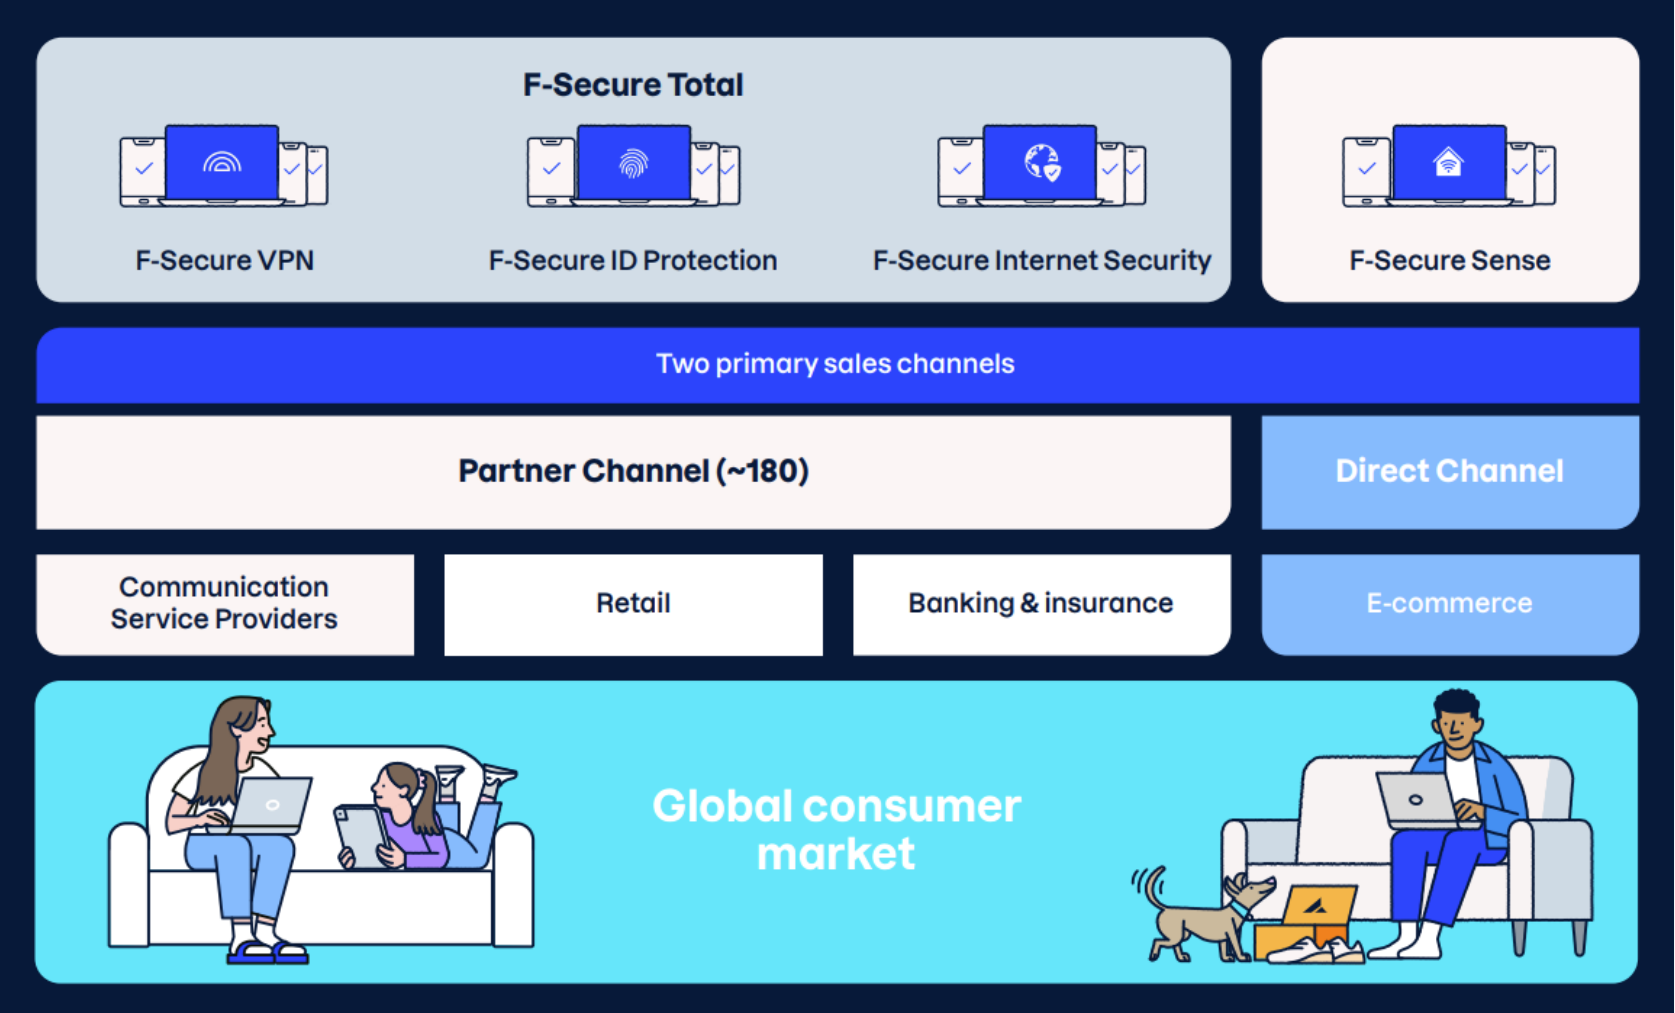 F-Secure Total
F-Secure VPN
F-Secure ID Protection
F-Secure Internet Security
F-Secure Sense
Two primary sales channels
Partner Channel (~180)
Direct Channel
Communication
Service Providers
Retail
Banking & insurance
E-commerce
Global consumer
market